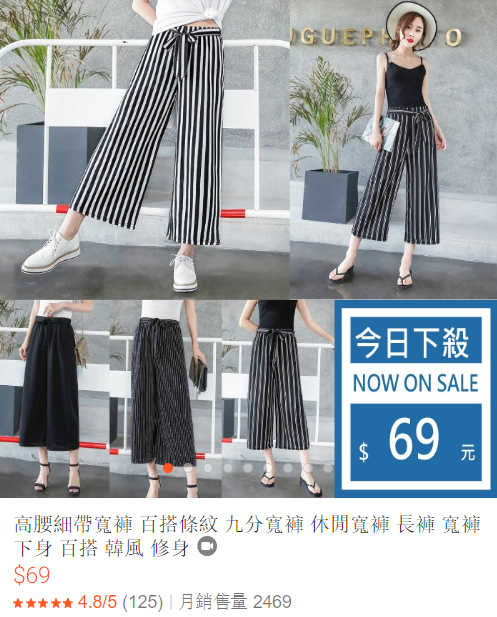 OGUEPH O
今日下殺
NOW ON SALE
$ 69 元
高腰細帶寬褲 百搭條紋 九分寬褲 休閒寬褲 長褲 寬褲
下身 百搭 韓風 修身
$69
4.8/5 (125) | 月銷售量 2469